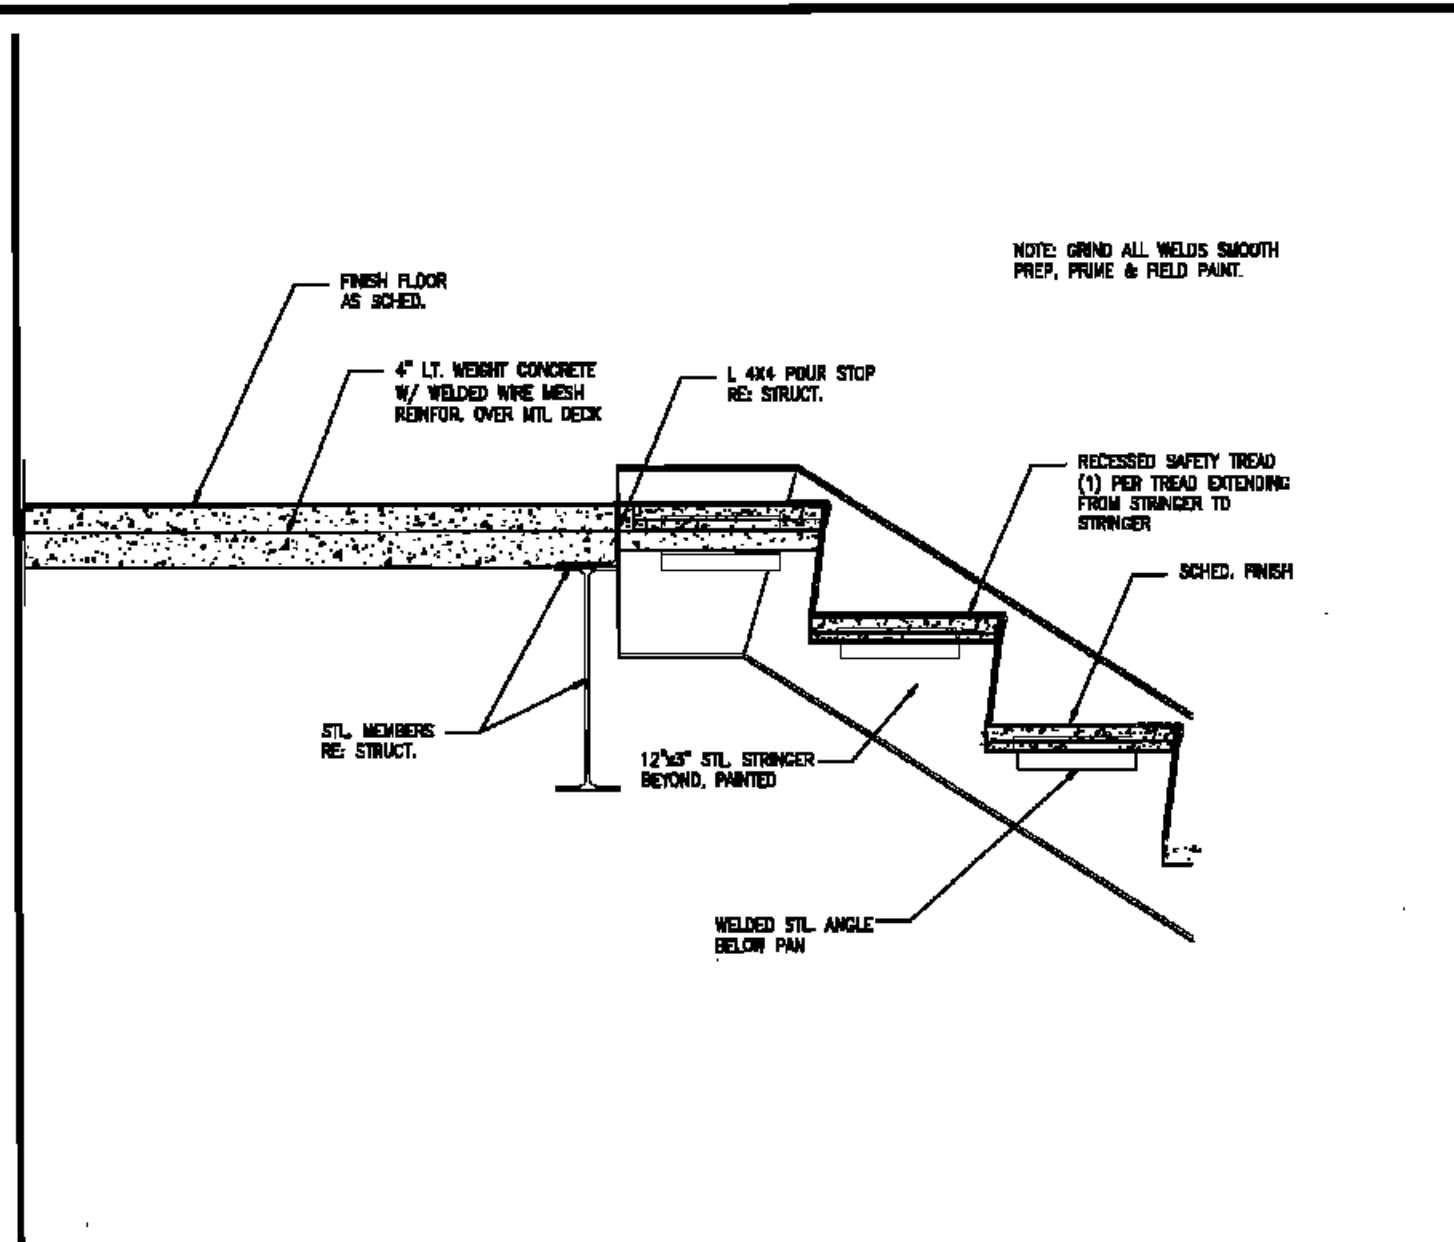 NOTE: GRIND ALL WELDS SMOOTH
PREP, PRIME & FIELD PAINT.
FINISH FLOOR
AS SCHED.
4" LT. WEIGHT CONCRETE
W/ WELDED WIRE MESH
REINFOR. OVER MTL. DECK
L 4X4 POUR STOP
RE: STRUCT.
RECESSED SAFETY TREAD
(1) PER TREAD EXTENDING
FROM STRINGER TO
STRINGER
SCHED. FINISH
STL. MEMBERS
RE: STRUCT.
12"x3" STL. STRINGER
BEYOND, PAINTED
WELDED STL. ANGLE
BELOW PAN